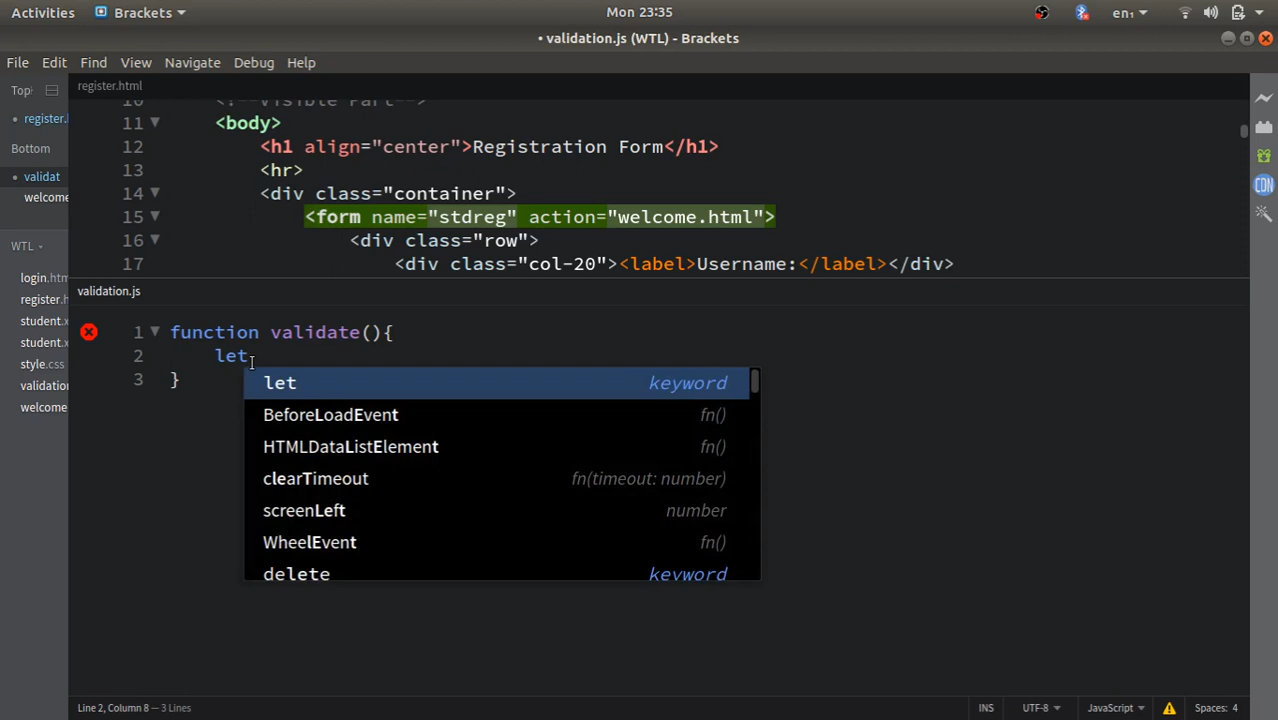 Activities Brackets Mon 23:35 en₁
• validation.js (WTL) - Brackets
File Edit Find View Navigate Debug Help
Top
• register.h
Bottom
• validat
welcome
WTL
login.htm
register.h
student.x
student.x
style.css
validation
welcome
register.html
10 <!--Visible Part-->
11 <body>
12 <h1 align="center">Registration Form</h1>
13 <hr>
14 <div class="container">
15 <form name="stdreg" action="welcome.html">
16 <div class="row">
17 <div class="col-20"><label>Username:</label></div>
validation.js
1 function validate(){
2 let
3 }
let keyword
BeforeLoadEvent fn()
HTMLDataListElement fn()
clearTimeout fn(timeout: number)
screenLeft number
WheelEvent fn()
delete keyword
CDN
Line 2, Column 8 — 3 Lines INS UTF-8 JavaScript Spaces: 4